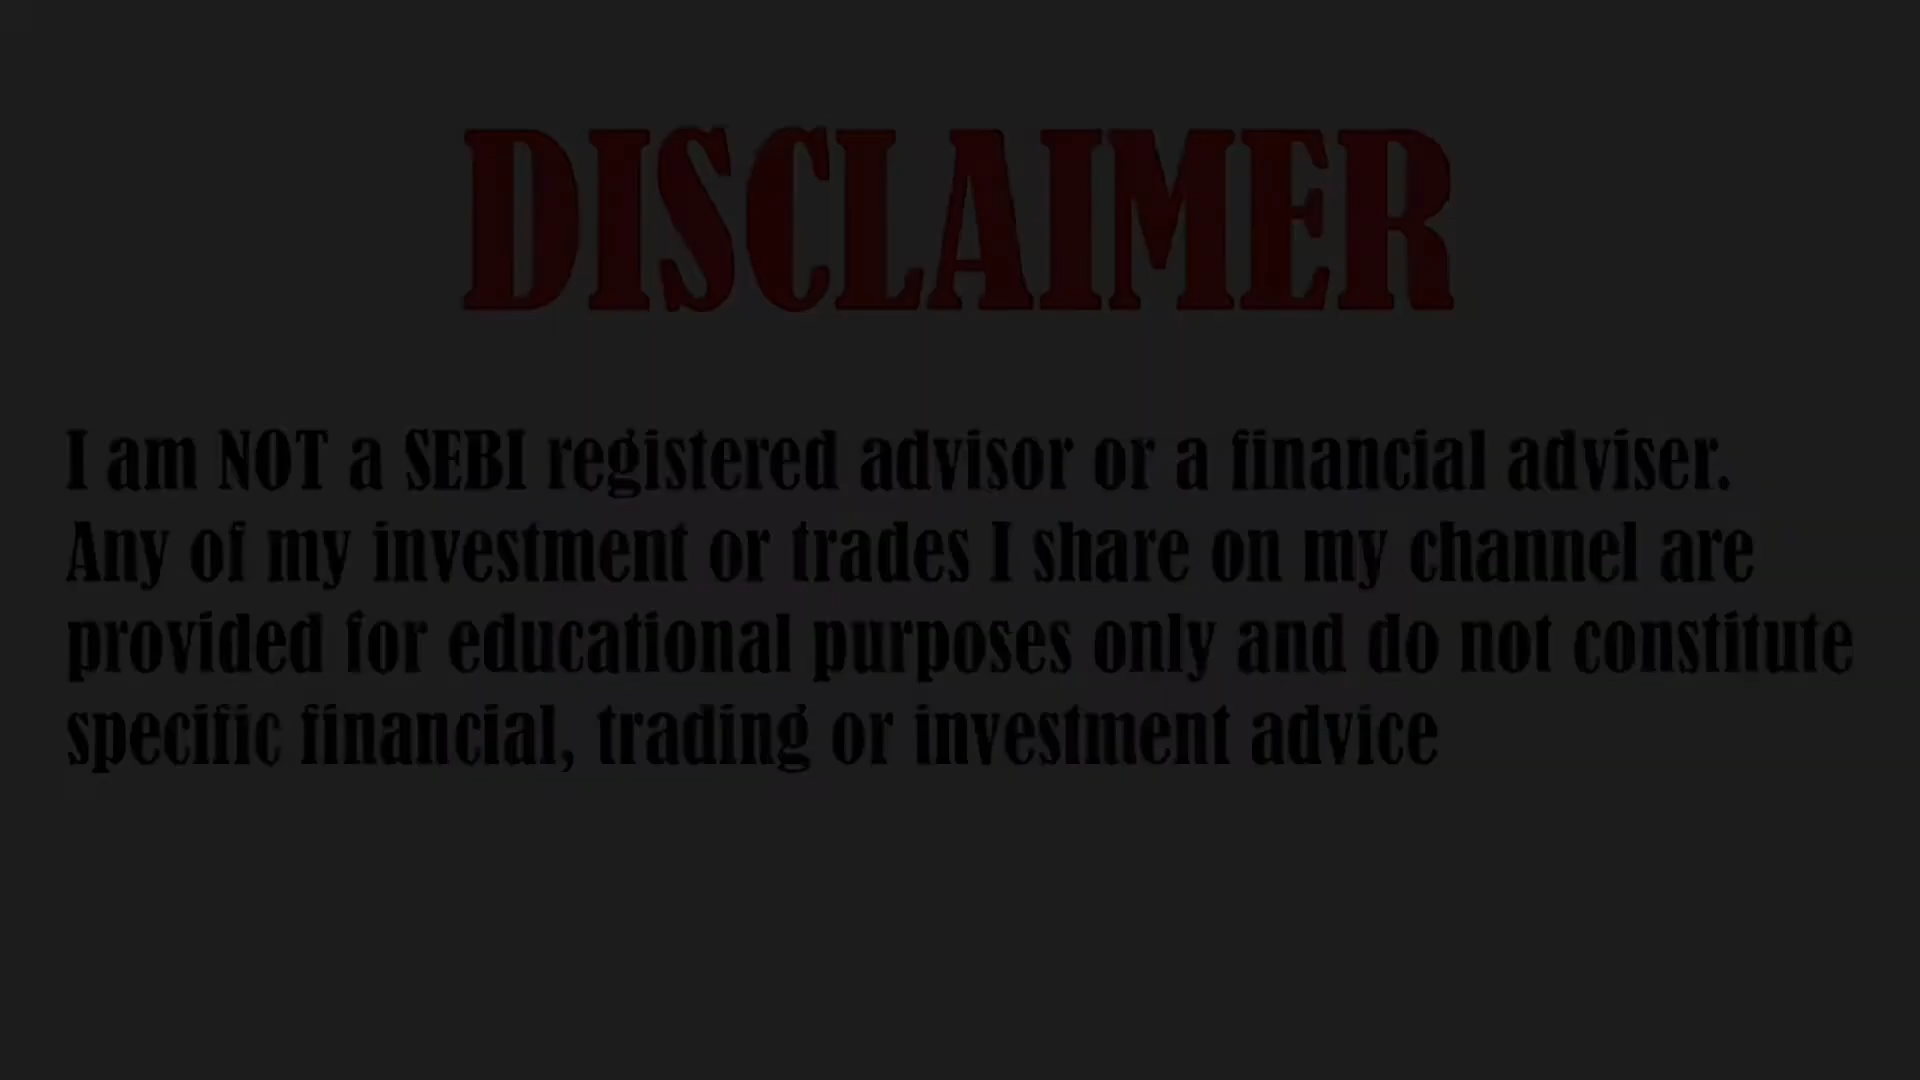 DISCLAIMER
I am NOT a SEBI registered advisor or a financial adviser.
Any of my investment or trades I share on my channel are
provided for educational purposes only and do not constitute
specific financial, trading or investment advice